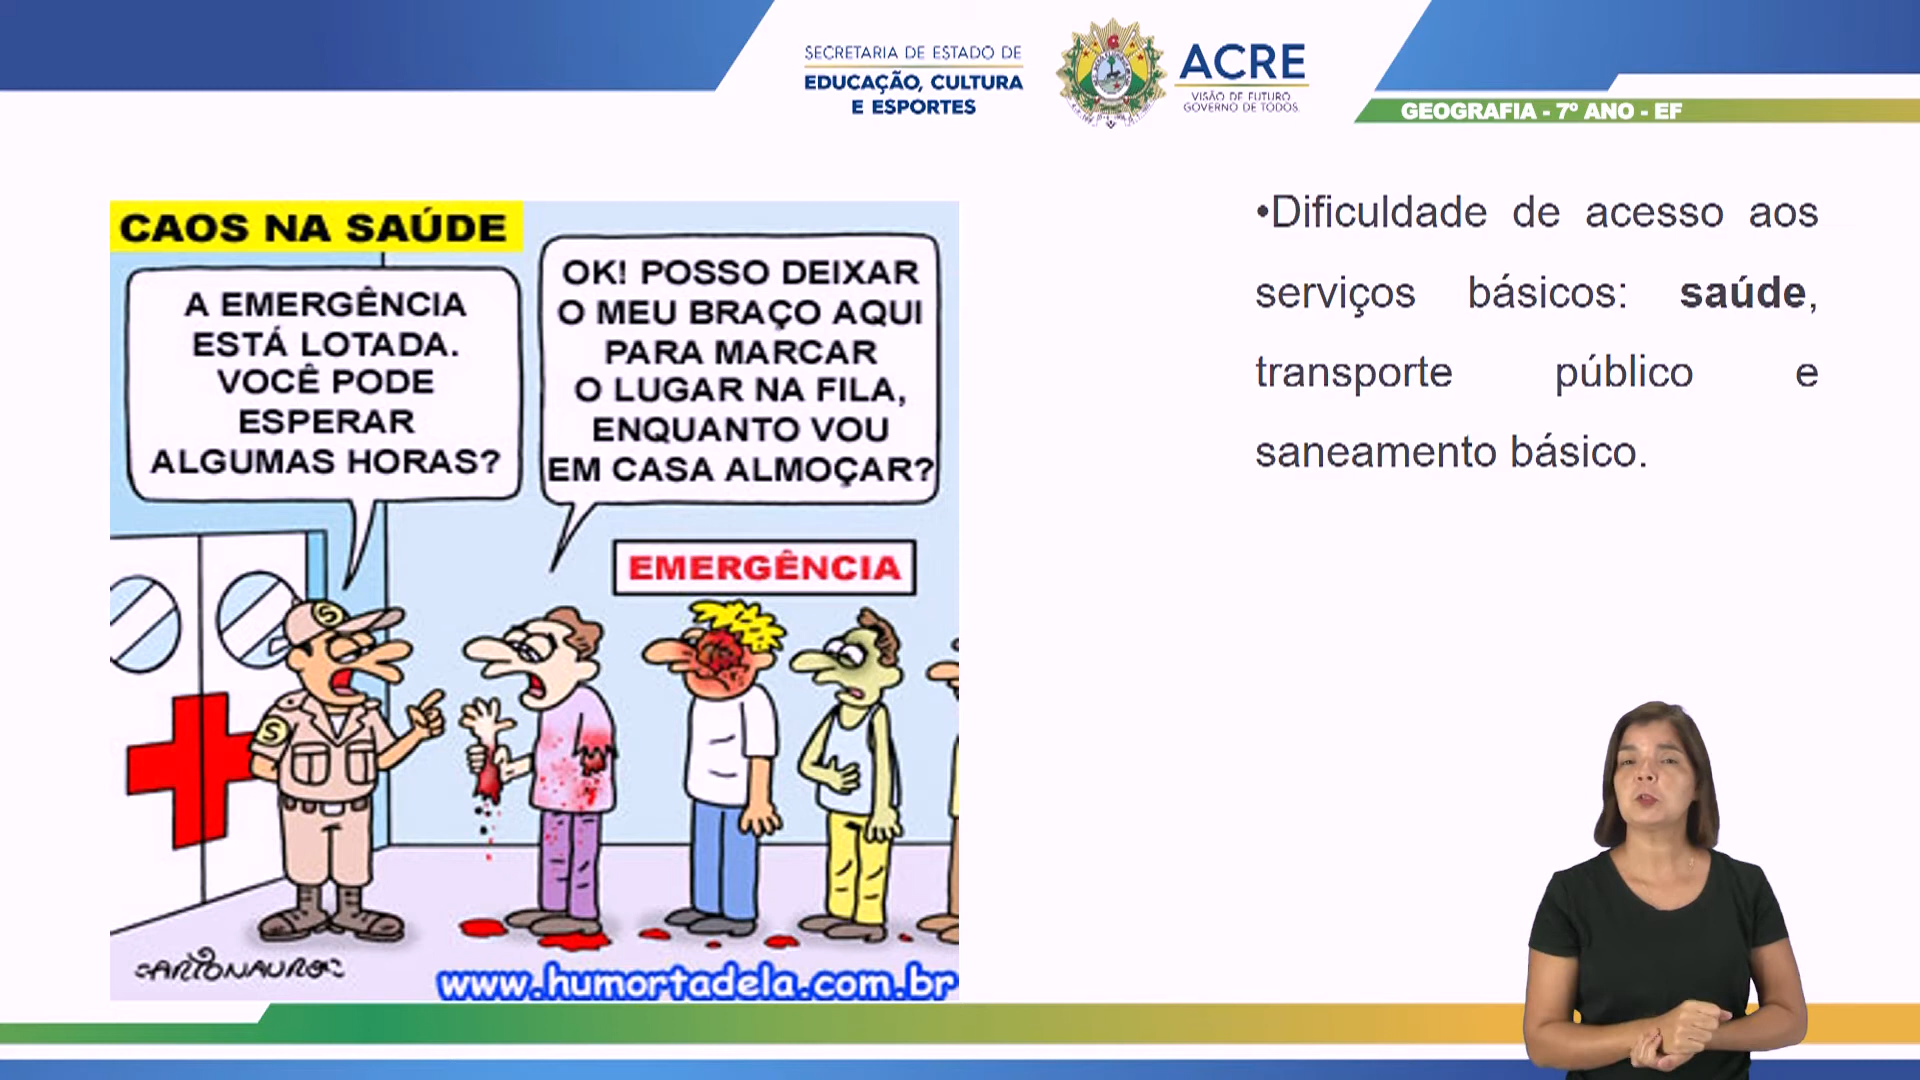 SECRETARIA DE ESTADO DE
EDUCAÇÃO, CULTURA
E ESPORTES
ACRE
VISÃO DE FUTURO
GOVERNO DE TODOS
GEOGRAFIA - 7º ANO - EF
CAOS NA SAÚDE
A EMERGÊNCIA
ESTÁ LOTADA.
VOCÊ PODE
ESPERAR
ALGUMAS HORAS?
OK! POSSO DEIXAR
O MEU BRAÇO AQUI
PARA MARCAR
O LUGAR NA FILA,
ENQUANTO VOU
EM CASA ALMOÇAR?
EMERGÊNCIA
S
S
www.humortadela.com.br
•Dificuldade de acesso aos
serviços básicos: saúde,
transporte público e
saneamento básico.